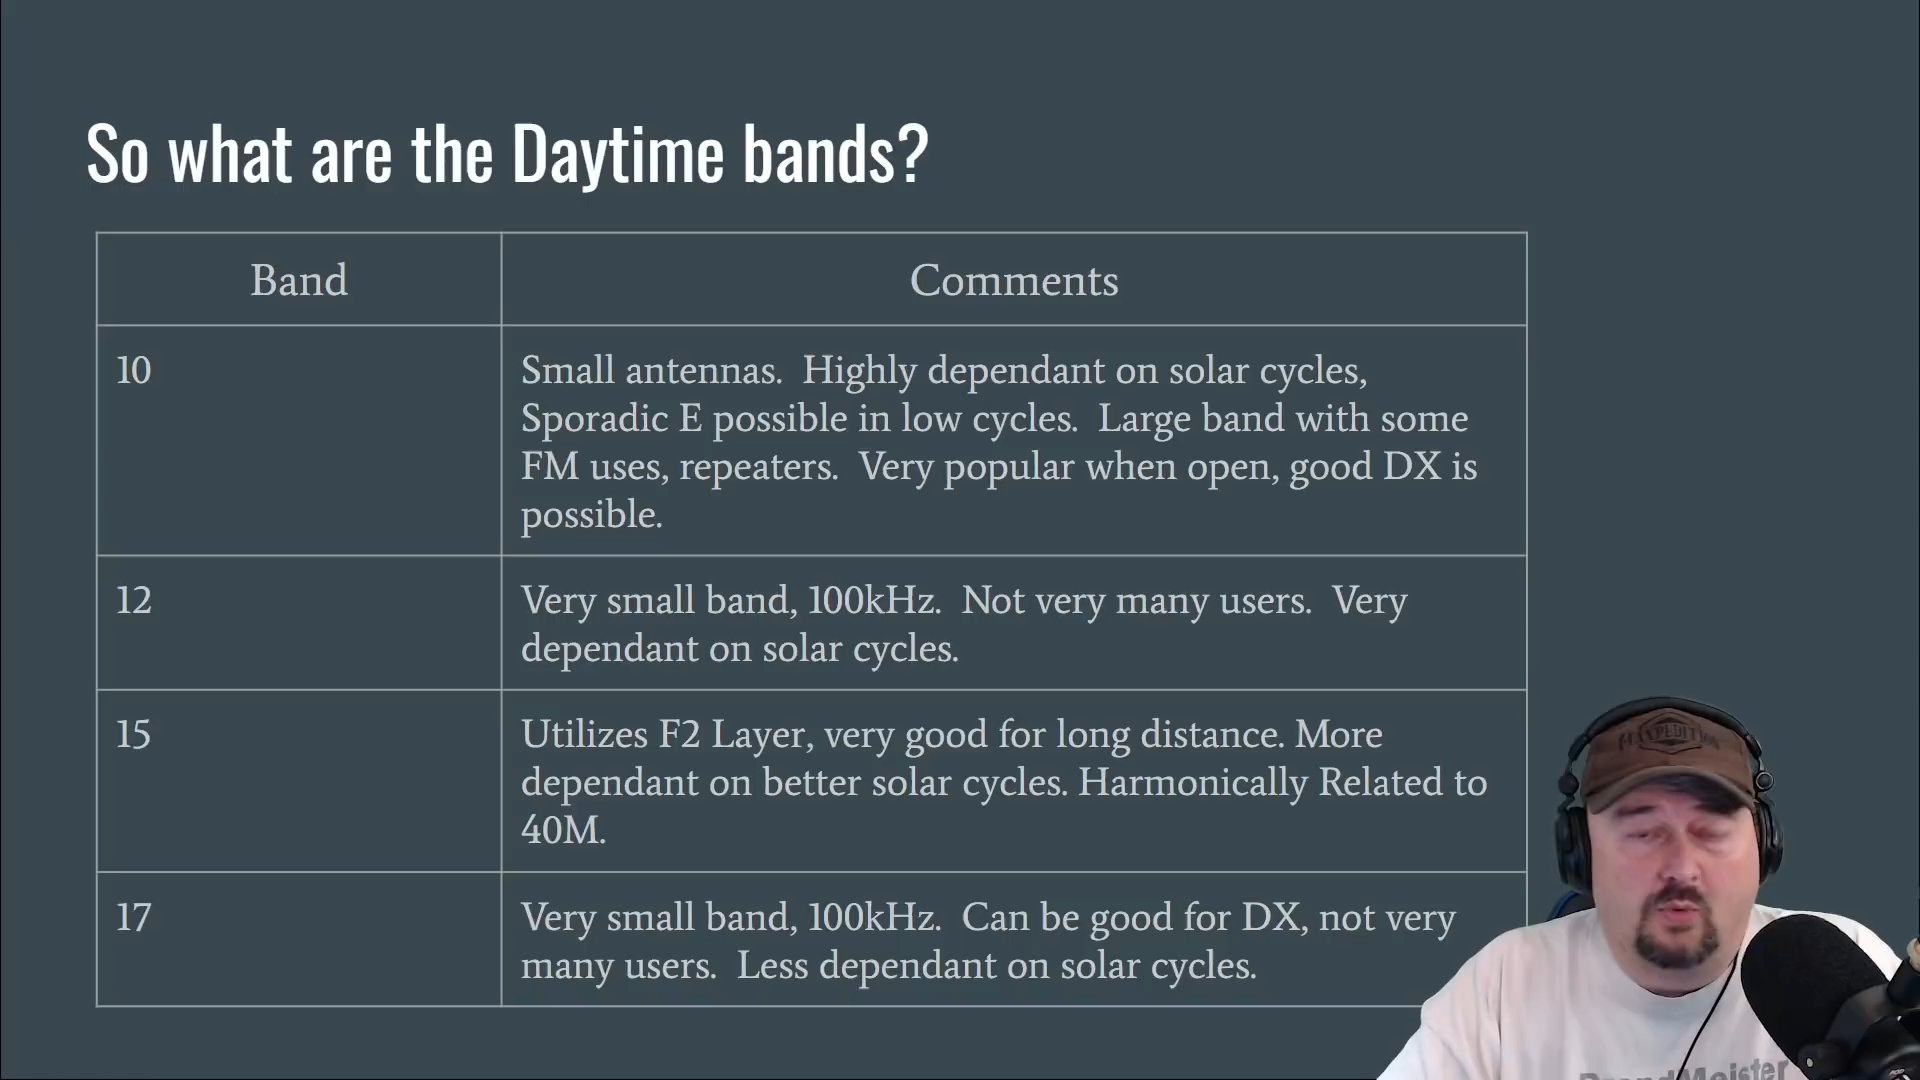 So what are the Daytime bands?
Band
Comments
10
Small antennas.  Highly dependant on solar cycles,
Sporadic E possible in low cycles.  Large band with some
FM uses, repeaters.  Very popular when open, good DX is
possible.
12
Very small band, 100kHz.  Not very many users.  Very
dependant on solar cycles.
15
Utilizes F2 Layer, very good for long distance. More
dependant on better solar cycles. Harmonically Related to
40M.
17
Very small band, 100kHz.  Can be good for DX, not very
many users.  Less dependant on solar cycles.
BrandMeister